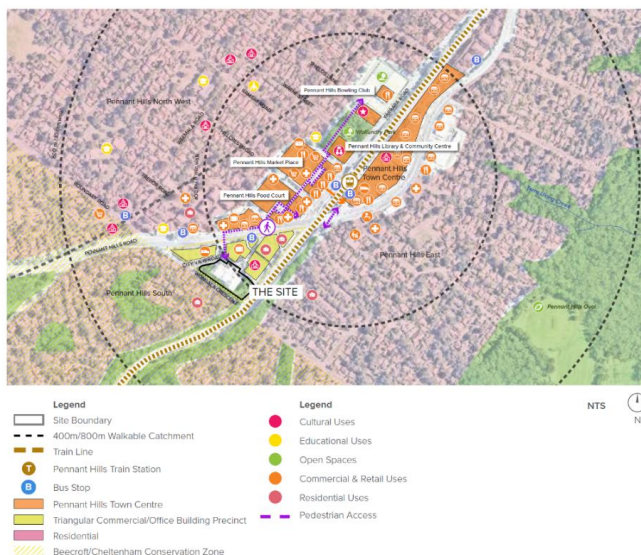 Pennant Hills North West
Pennant Hills Bowling Club
Wollundry Park
Pennant Hills Library & Community Centre
Pennant Hills Market Place
Pennant Hills
Town Centre
Pennant Hills Food Court
PENNANT HILLS ROAD
Pennant Hills East
THE SITE
Pennant Hills South
Pennant Hills Oval
B
B
B
B
B
B
Legend
Site Boundary
400m/800m Walkable Catchment
Train Line
T Pennant Hills Train Station
B Bus Stop
Pennant Hills Town Centre
Triangular Commercial/Office Building Precinct
Residential
Beecroft/Cheltenham Conservation Zone
Legend
Cultural Uses
Educational Uses
Open Spaces
Commercial & Retail Uses
Residential Uses
Pedestrian Access
NTS
N